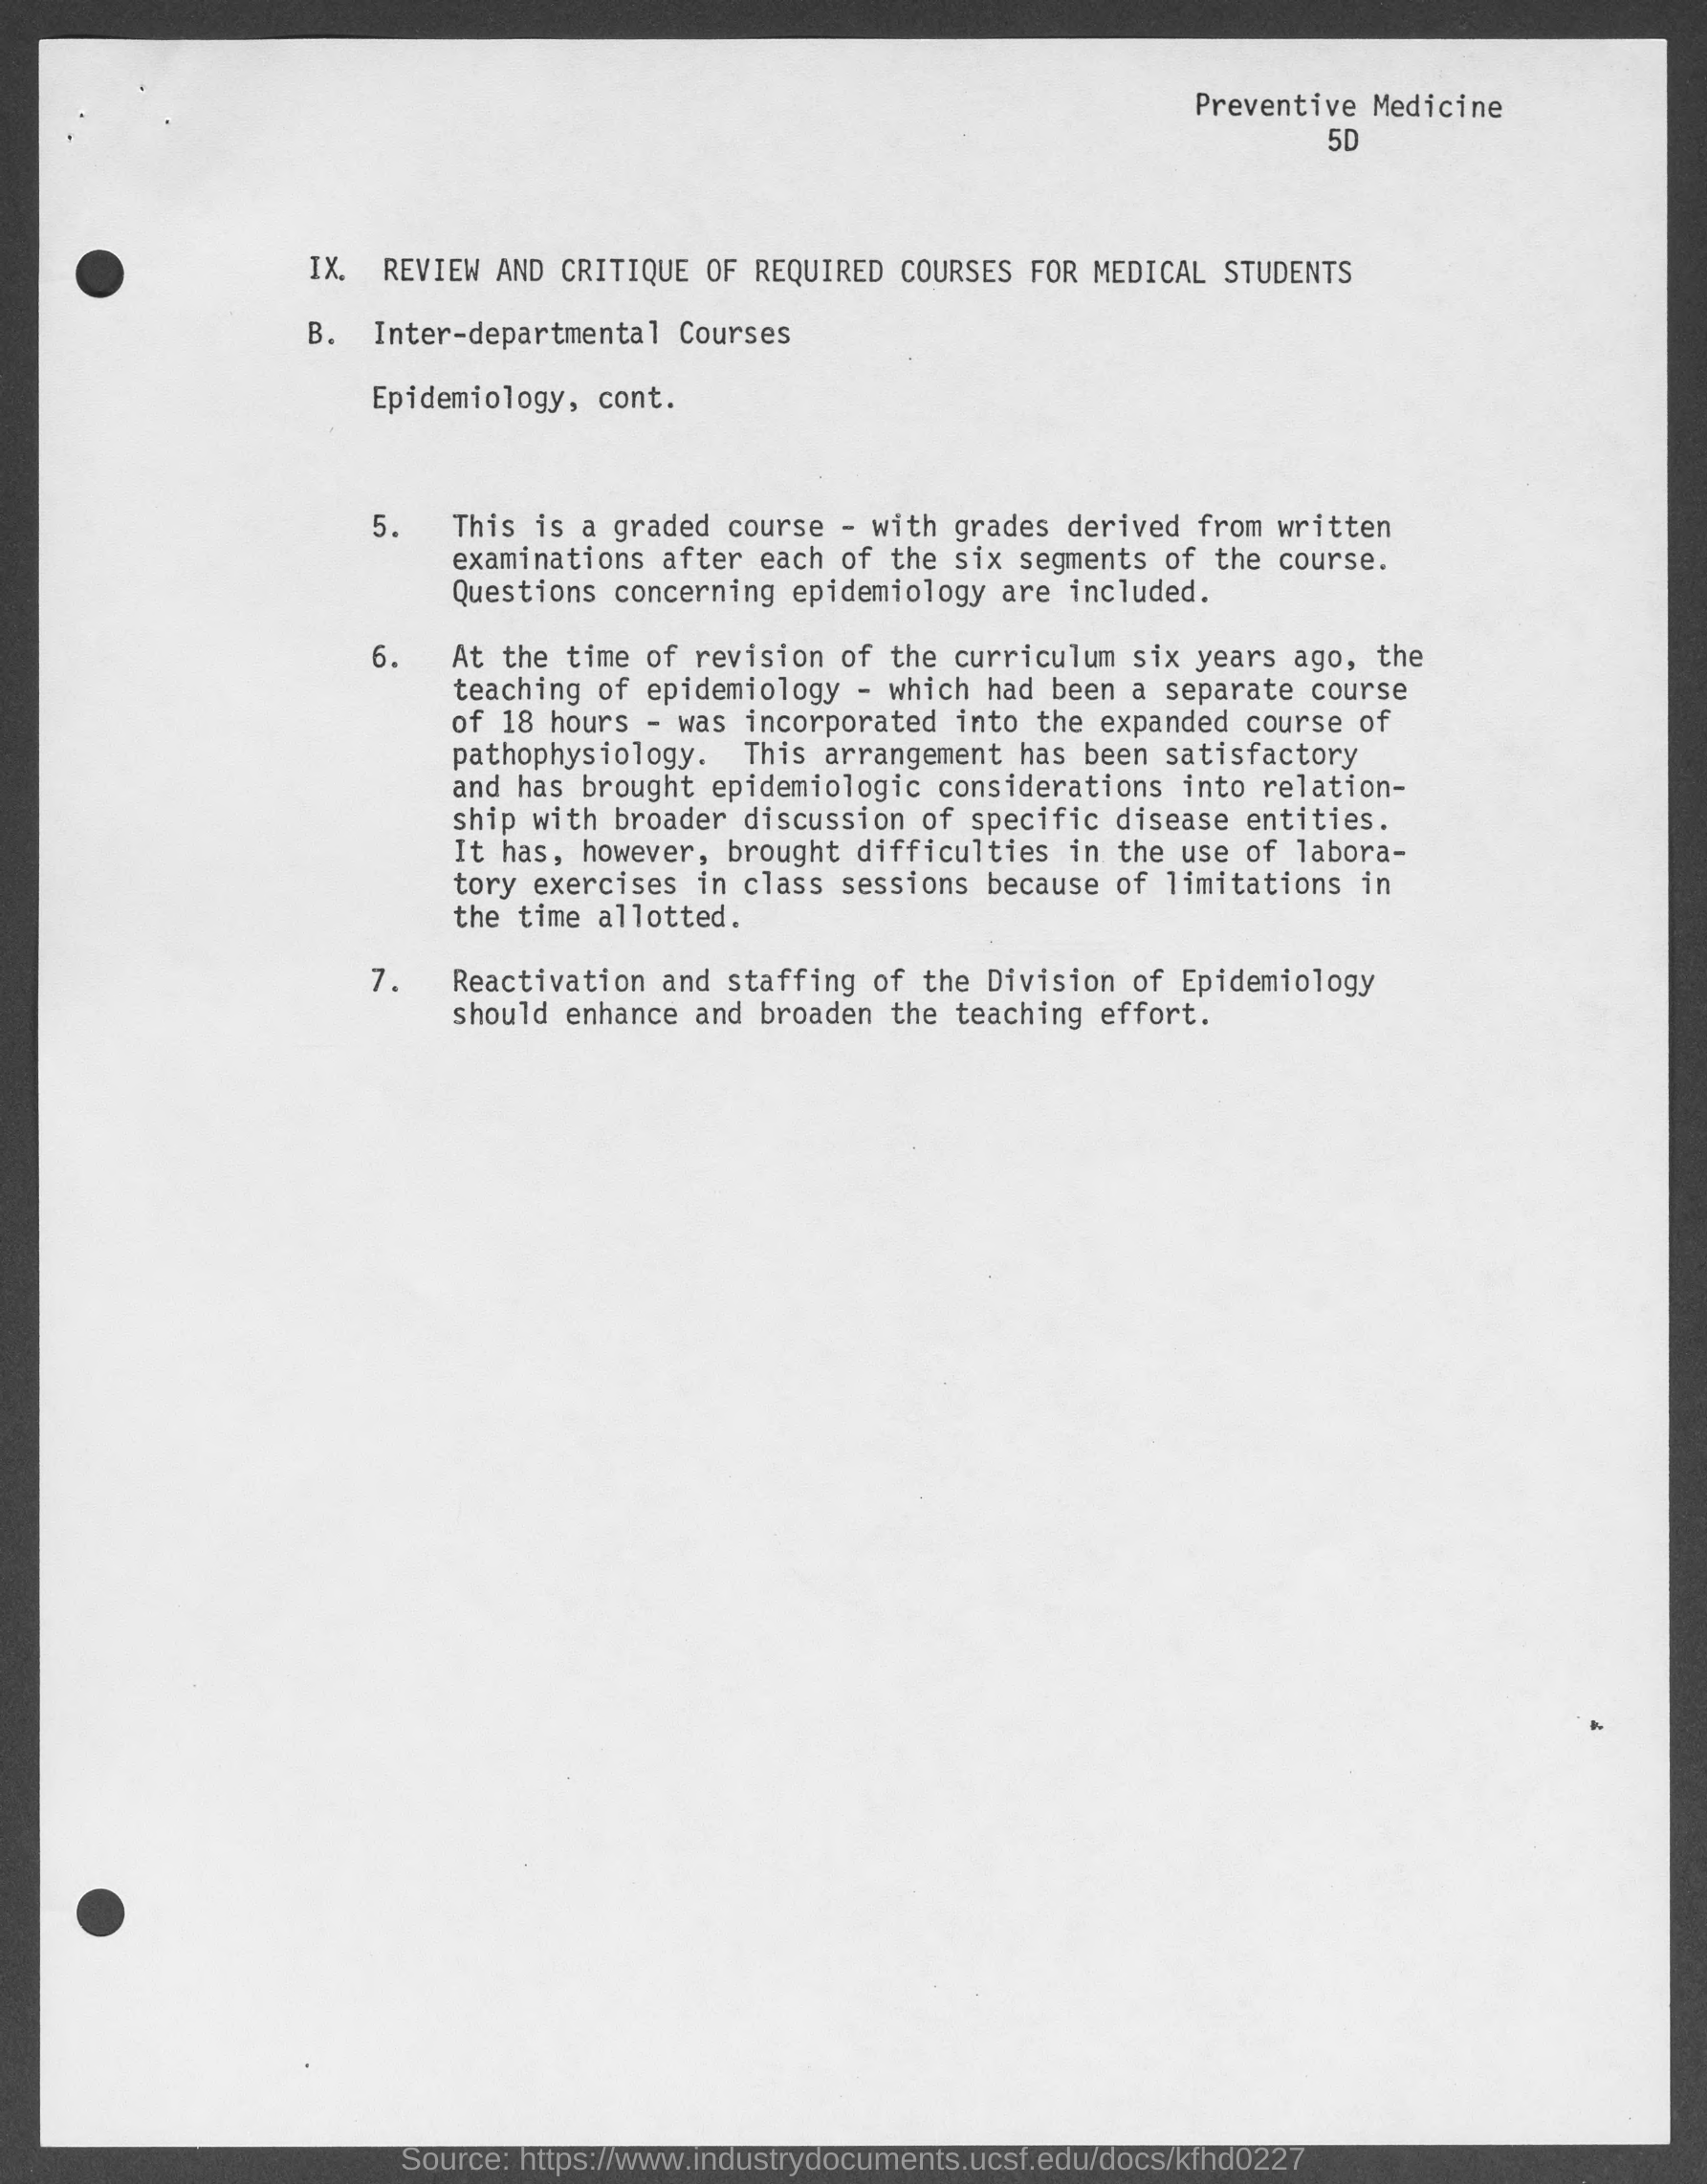 Preventive Medicine
5D
IX. REVIEW AND CRITIQUE OF REQUIRED COURSES FOR MEDICAL STUDENTS
B. Inter-departmental Courses
Epidemiology, cont.
5. This is a graded course - with grades derived from written
examinations after each of the six segments of the course.
Questions concerning epidemiology are included.
6. At the time of revision of the curriculum six years ago, the
teaching of epidemiology - which had been a separate course
of 18 hours - was incorporated into the expanded course of
pathophysiology. This arrangement has been satisfactory
and has brought epidemiologic considerations into relation-
ship with broader discussion of specific disease entities.
It has, however, brought difficulties in the use of labora-
tory exercises in class sessions because of limitations in
the time allotted.
7. Reactivation and staffing of the Division of Epidemiology
should enhance and broaden the teaching effort.
Source: https://www.industrydocuments.ucsf.edu/docs/kfhd0227